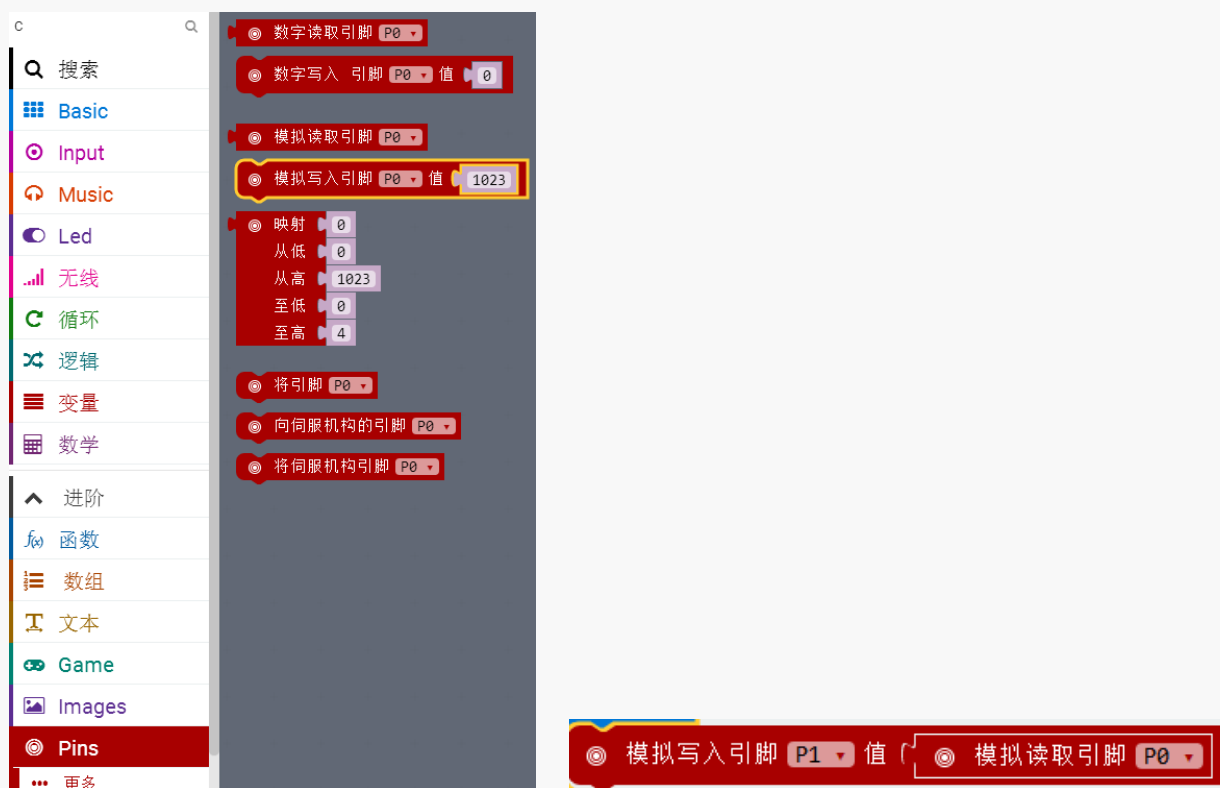 c
搜索
Basic
Input
Music
Led
无线
循环
逻辑
变量
数学
进阶
函数
数组
文本
Game
Images
Pins
更多
数字读取引脚 P0
数字写入 引脚 P0 值 0
模拟读取引脚 P0
模拟写入引脚 P0 值 1023
映射 0
从低 0
从高 1023
至低 0
至高 4
将引脚 P0
向伺服机构的引脚 P0
将伺服机构引脚 P0
模拟写入引脚 P1 值 模拟读取引脚 P0